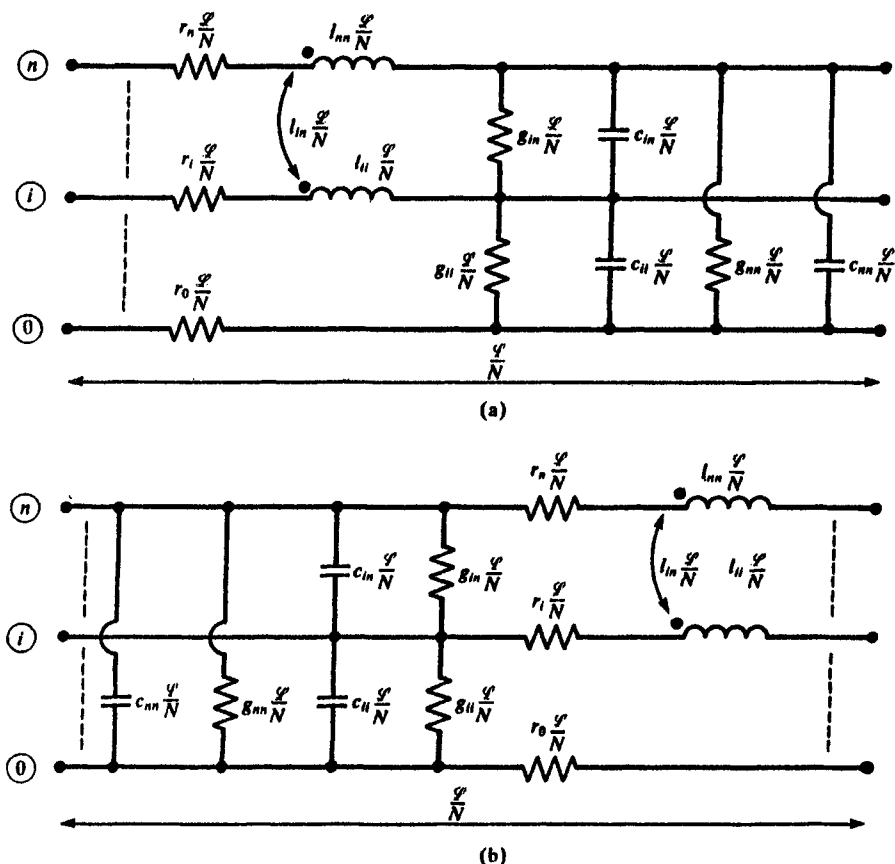 r_n ℒ/N
l_nn ℒ/N
n
l_in ℒ/N
g_in ℒ/N
c_in ℒ/N
r_i ℒ/N
l_ii ℒ/N
i
g_ii ℒ/N
c_ii ℒ/N
g_nn ℒ/N
c_nn ℒ/N
r_0 ℒ/N
0
ℒ/N
(a)
r_n ℒ/N
l_nn ℒ/N
n
c_in ℒ/N
g_in ℒ/N
l_in ℒ/N
l_ii ℒ/N
r_i ℒ/N
i
c_nn ℒ/N
g_nn ℒ/N
c_ii ℒ/N
g_ii ℒ/N
r_0 ℒ/N
0
ℒ/N
(b)